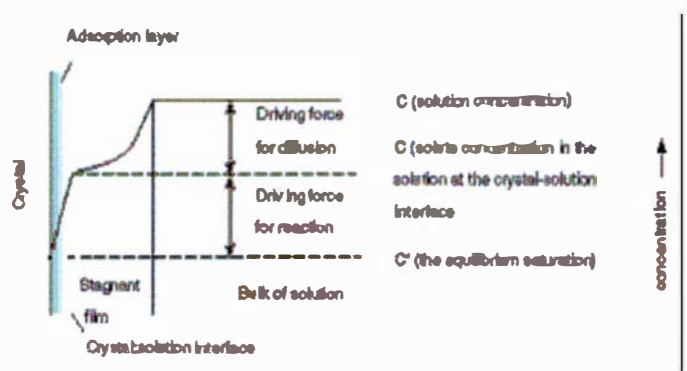 Adsorption layer
Driving force
for diffusion
C (solution concentration)
C (solute concentration in the
solution at the crystal-solution
interface
Crystal
Driving force
for reaction
C* (the equilibrium saturation)
Stagnant
film
Bulk of solution
Crystal:solution interface
concentration